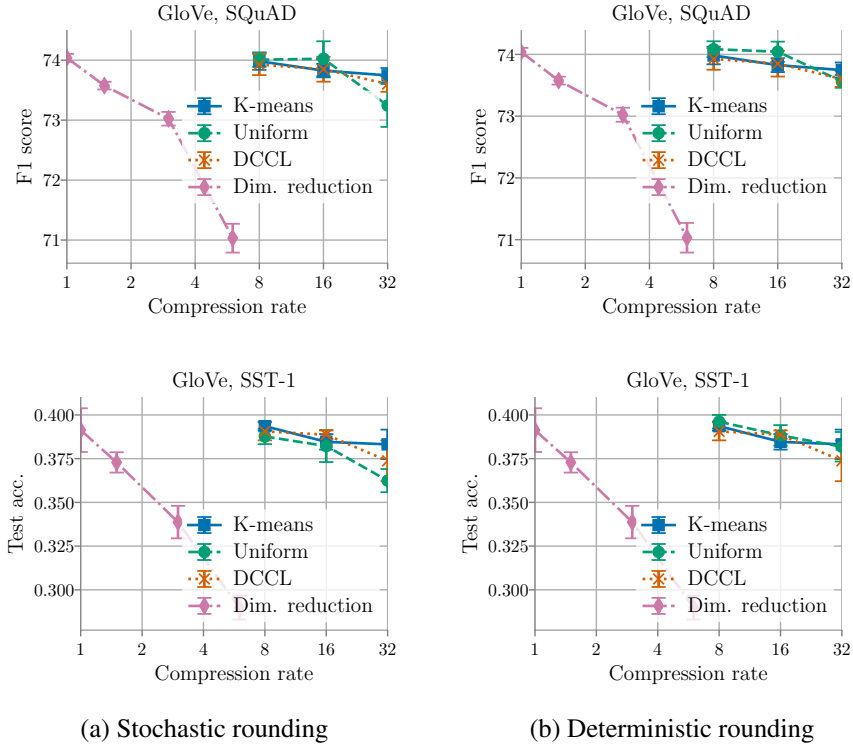 GloVe, SQuAD
74
73
72
71
F1 score
K-means
Uniform
DCCL
Dim. reduction
1 2 4 8 16 32
Compression rate
GloVe, SQuAD
74
73
72
71
F1 score
K-means
Uniform
DCCL
Dim. reduction
1 2 4 8 16 32
Compression rate
GloVe, SST-1
0.400
0.375
0.350
0.325
0.300
Test acc.
K-means
Uniform
DCCL
Dim. reduction
1 2 4 8 16 32
Compression rate
GloVe, SST-1
0.400
0.375
0.350
0.325
0.300
Test acc.
K-means
Uniform
DCCL
Dim. reduction
1 2 4 8 16 32
Compression rate
(a) Stochastic rounding
(b) Deterministic rounding